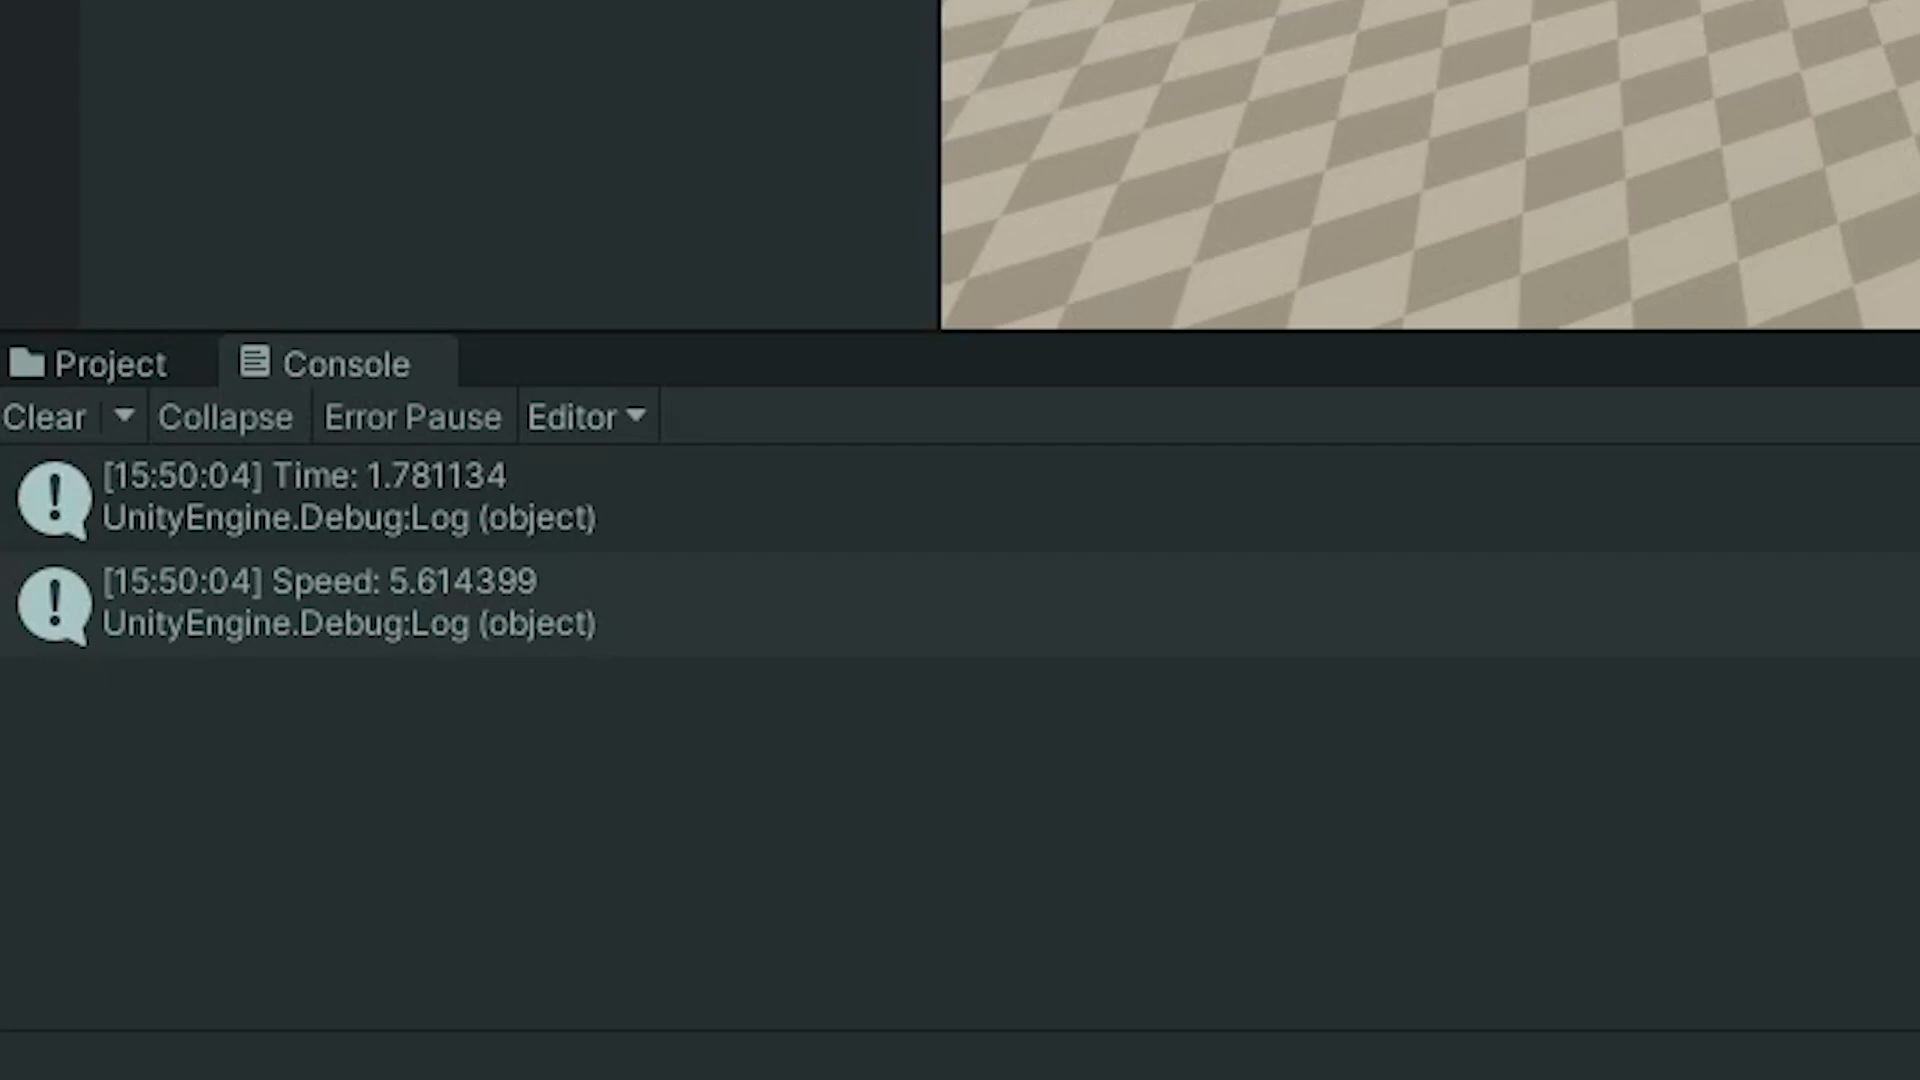 Project
Console
Clear
Collapse
Error Pause
Editor
[15:50:04] Time: 1.781134
UnityEngine.Debug:Log (object)
[15:50:04] Speed: 5.614399
UnityEngine.Debug:Log (object)